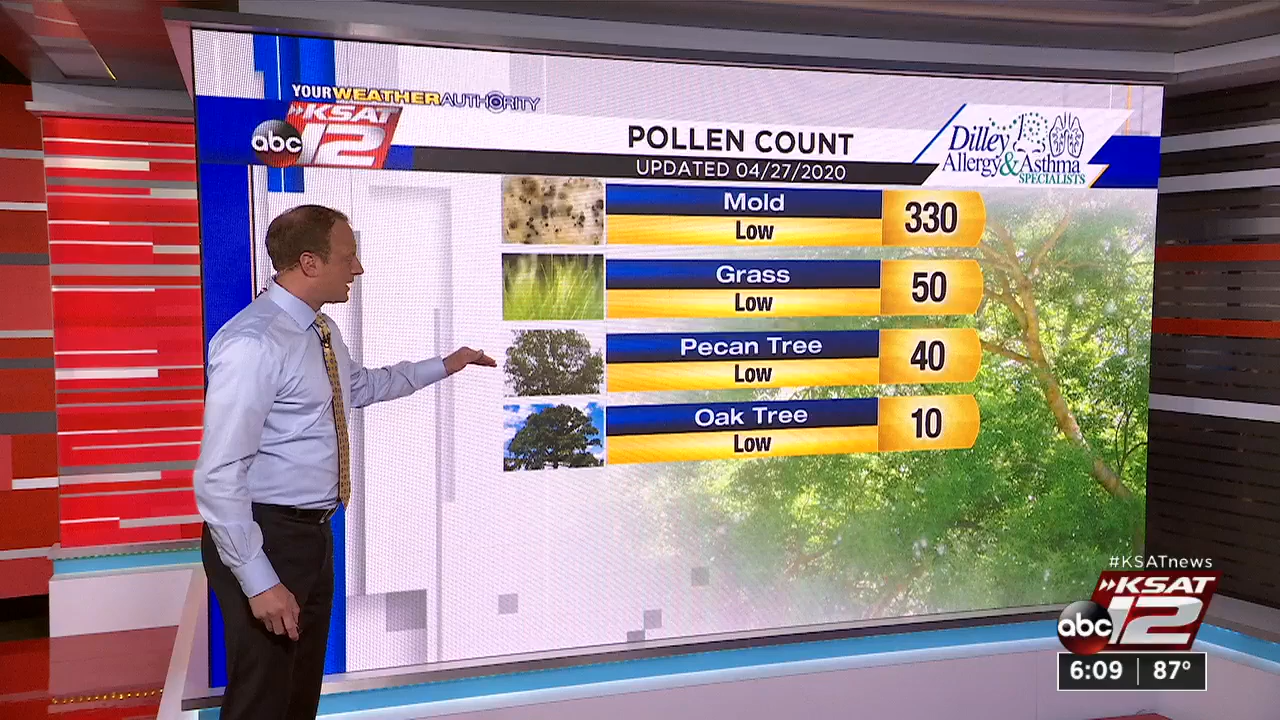 YOUR WEATHER AUTHORITY
KSAT
abc 12
POLLEN COUNT
UPDATED 04/27/2020
Dilley
Allergy & Asthma
SPECIALISTS
Mold
Low
330
Grass
Low
50
Pecan Tree
Low
40
Oak Tree
Low
10
#KSATnews
KSAT
abc 12
6:09 87°